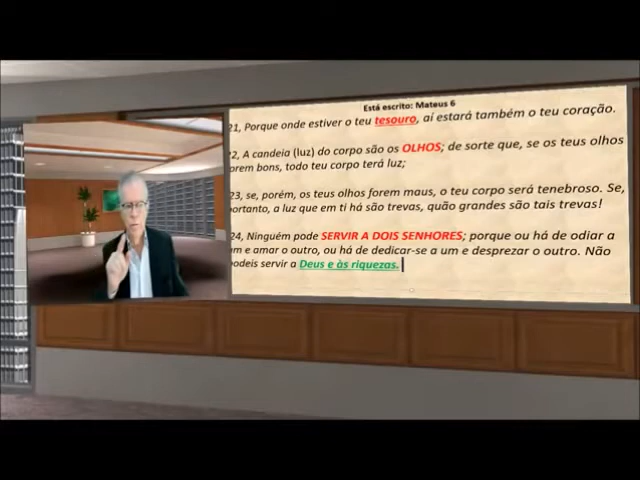 Está escrito: Mateus 6
21, Porque onde estiver o teu tesouro, aí estará também o teu coração.
2, A candeia (luz) do corpo são os OLHOS; de sorte que, se os teus olhos
orem bons, todo teu corpo terá luz;
23, se, porém, os teus olhos forem maus, o teu corpo será tenebroso. Se,
portanto, a luz que em ti há são trevas, quão grandes são tais trevas!
24, Ninguém pode SERVIR A DOIS SENHORES; porque ou há de odiar a
m e amar o outro, ou há de dedicar-se a um e desprezar o outro. Não
podeis servir a Deus e às riquezas.